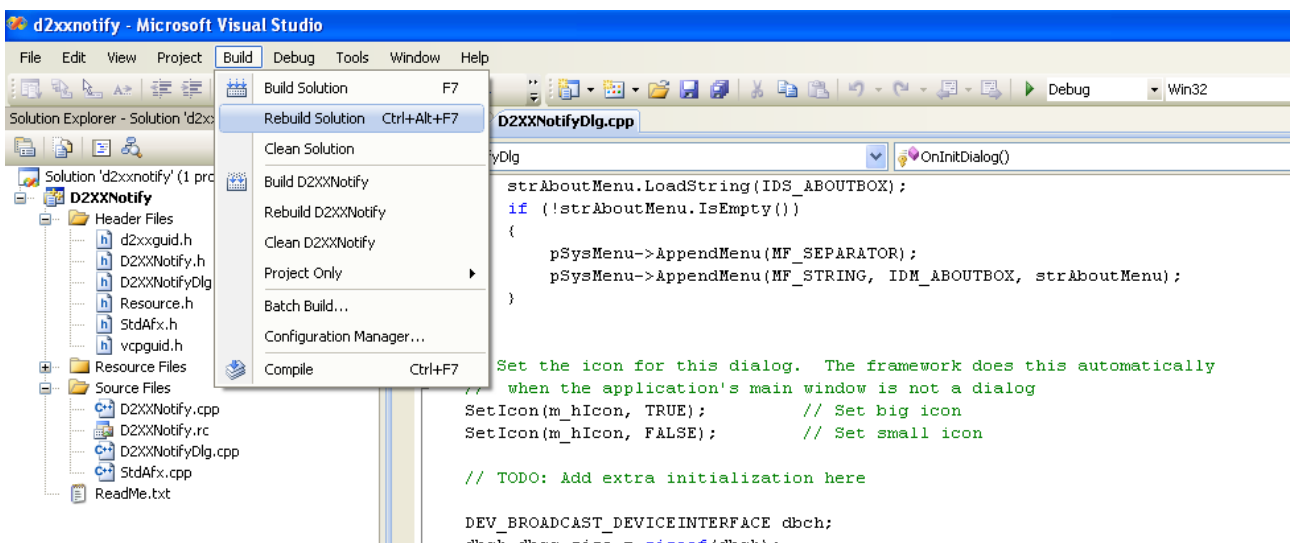 d2xxnotify - Microsoft Visual Studio
File Edit View Project Build Debug Tools Window Help
Debug Win32
Solution Explorer - Solution 'd2x
D2XXNotifyDlg.cpp
yDlg OnInitDialog()
Build Solution F7
Rebuild Solution Ctrl+Alt+F7
Clean Solution
Build D2XXNotify
Rebuild D2XXNotify
Clean D2XXNotify
Project Only
Batch Build...
Configuration Manager...
Compile Ctrl+F7
Solution 'd2xxnotify' (1 pro
D2XXNotify
Header Files
d2xxguid.h
D2XXNotify.h
D2XXNotifyDlg
Resource.h
StdAfx.h
vcpguid.h
Resource Files
Source Files
D2XXNotify.cpp
D2XXNotify.rc
D2XXNotifyDlg.cpp
StdAfx.cpp
ReadMe.txt
strAboutMenu.LoadString(IDS_ABOUTBOX);
if (!strAboutMenu.IsEmpty())
{
pSysMenu->AppendMenu(MF_SEPARATOR);
pSysMenu->AppendMenu(MF_STRING, IDM_ABOUTBOX, strAboutMenu);
}
Set the icon for this dialog. The framework does this automatically
// when the application's main window is not a dialog
SetIcon(m_hIcon, TRUE); // Set big icon
SetIcon(m_hIcon, FALSE); // Set small icon
// TODO: Add extra initialization here
DEV_BROADCAST_DEVICEINTERFACE dbch;